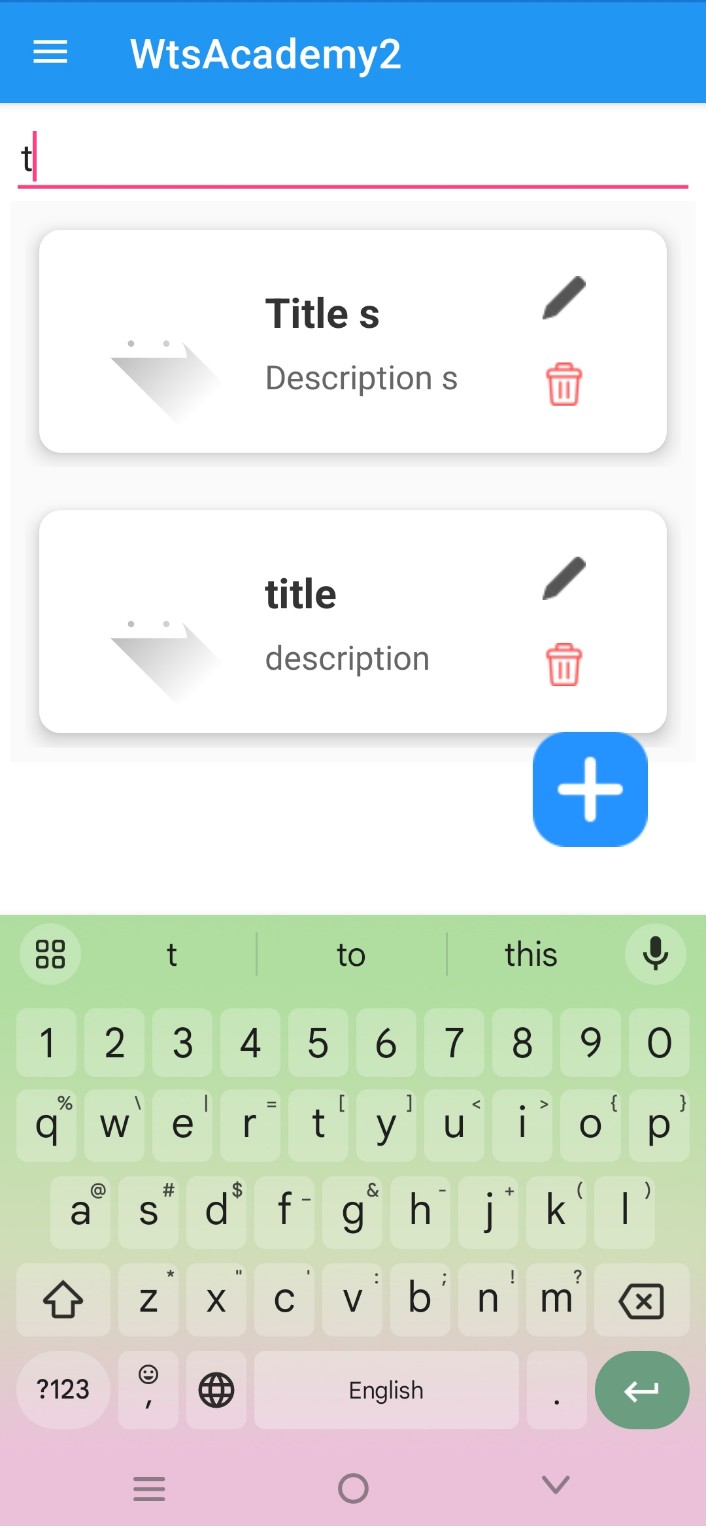 WtsAcademy2
t
Title s
Description s
title
description
t to this
1 2 3 4 5 6 7 8 9 0
% \ | = [ ] < > { }
q w e r t y u i o p
@ # $ _ & - + ( )
a s d f g h j k l
* " ' : ; ! ?
z x c v b n m
?123 , English .